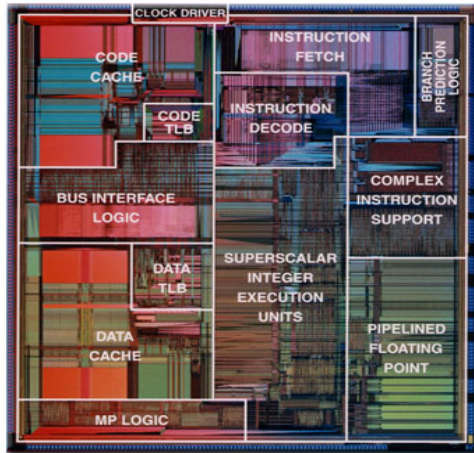 CLOCK DRIVER
CODE
CACHE
INSTRUCTION
FETCH
BRANCH
PREDICTION
LOGIC
CODE
TLB
INSTRUCTION
DECODE
BUS INTERFACE
LOGIC
COMPLEX
INSTRUCTION
SUPPORT
DATA
TLB
SUPERSCALAR
INTEGER
EXECUTION
UNITS
DATA
CACHE
PIPELINED
FLOATING
POINT
MP LOGIC